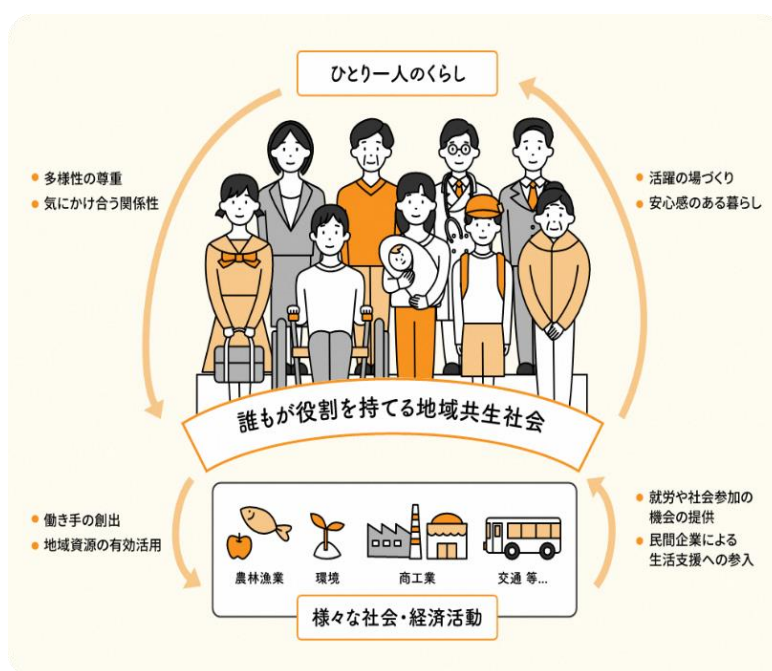 ひとり一人のくらし
● 多様性の尊重
● 気にかけ合う関係性
● 活躍の場づくり
● 安心感のある暮らし
誰もが役割を持てる地域共生社会
● 働き手の創出
● 地域資源の有効活用
● 就労や社会参加の
機会の提供
● 民間企業による
生活支援への参入
農林漁業
環境
商工業
交通 等...
様々な社会・経済活動